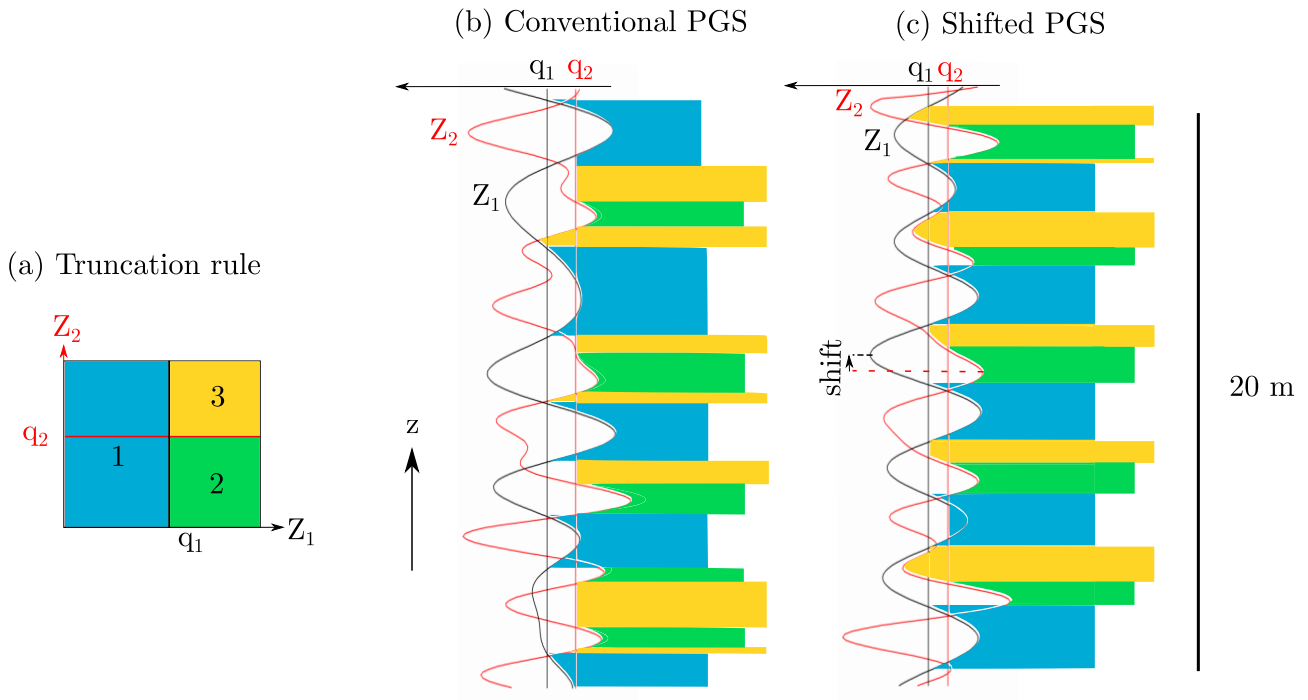 (b) Conventional PGS
(c) Shifted PGS
q₁ q₂
q₁ q₂
Z₂
Z₁
Z₂
Z₁
(a) Truncation rule
Z₂
3
q₂
1
2
q₁
Z₁
z
shift
20 m